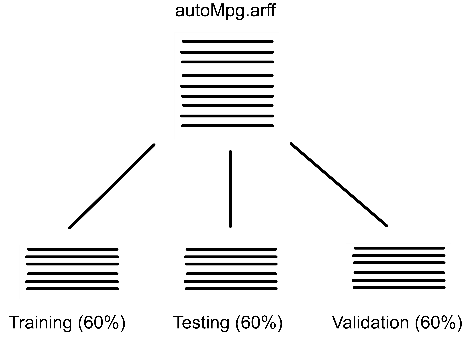 autoMpg.arff
Training (60%)
Testing (60%)
Validation (60%)